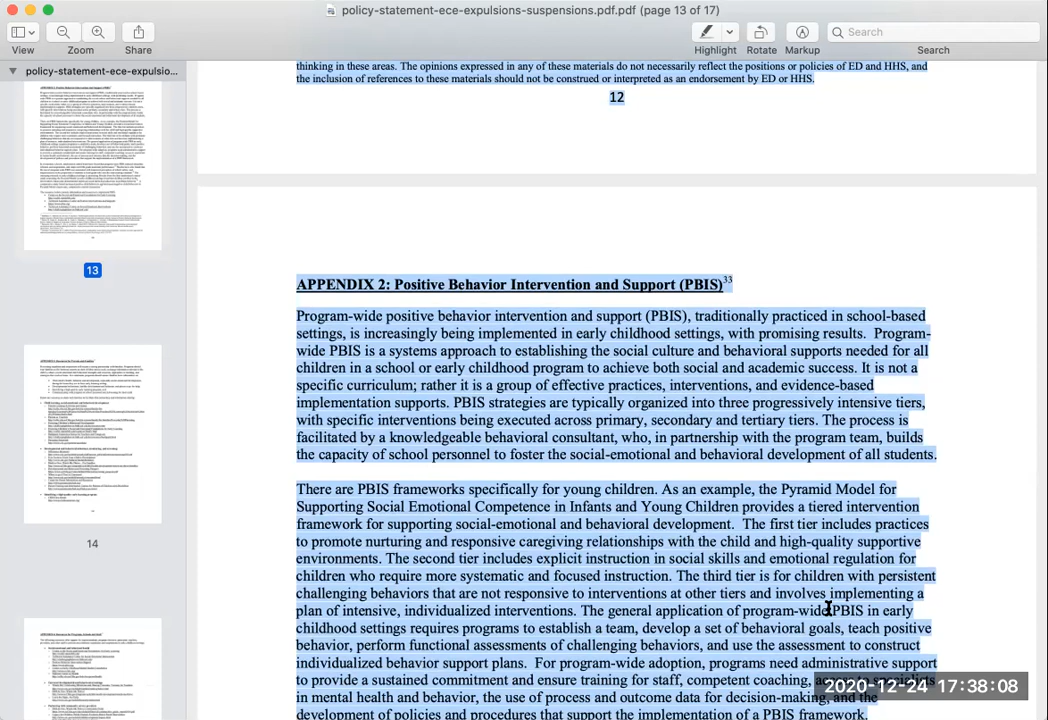 policy-statement-ece-expulsions-suspensions.pdf.pdf (page 13 of 17)
View
Zoom
Share
Highlight
Rotate
Markup
Search
Search
policy-statement-ece-expulsio...
13
14
thinking in these areas. The opinions expressed in any of these materials do not necessarily reflect the positions or policies of ED and HHS, and
the inclusion of references to these materials should not be construed or interpreted as an endorsement by ED or HHS.
12
APPENDIX 2: Positive Behavior Intervention and Support (PBIS)33
Program-wide positive behavior intervention and support (PBIS), traditionally practiced in school-based
settings, is increasingly being implemented in early childhood settings, with promising results. Program-
wide PBIS is a systems approach to establishing the social culture and behavioral supports needed for all
children in a school or early childhood program to achieve both social and academic success. It is not a
specific curriculum; rather it is a group of effective practices, interventions, and evidence-based
implementation supports. PBIS strategies are typically organized into three progressively intensive tiers,
with specific interventions being situated across primary, secondary and tertiary tiers. The process is
facilitated by a knowledgeable behavioral consultant, who, in partnership with the program team, builds
the capacity of school personnel to foster the social-emotional and behavioral development of all students.
There are PBIS frameworks specifically for young children. As an example, the Pyramid Model for
Supporting Social Emotional Competence in Infants and Young Children provides a tiered intervention
framework for supporting social-emotional and behavioral development. The first tier includes practices
to promote nurturing and responsive caregiving relationships with the child and high-quality supportive
environments. The second tier includes explicit instruction in social skills and emotional regulation for
children who require more systematic and focused instruction. The third tier is for children with persistent
challenging behaviors that are not responsive to interventions at other tiers and involves implementing a
plan of intensive, individualized interventions. The general application of program-wide PBIS in early
childhood settings requires programs to establish a team, develop a set of behavioral goals, teach positive
behavior, perform functional assessments of challenging behaviors, and use the assessment to construct
individualized behavior support plans. For program-wide adoption, programs need administrative support
to provide a sustained commitment and ensure training for staff, competent coaching,
in mental health or behavior, support of data and outcomes for decision-making, and the
development of policies and procedures that support the implementation of a PBIS framework.
2020-12-24 17:38:08